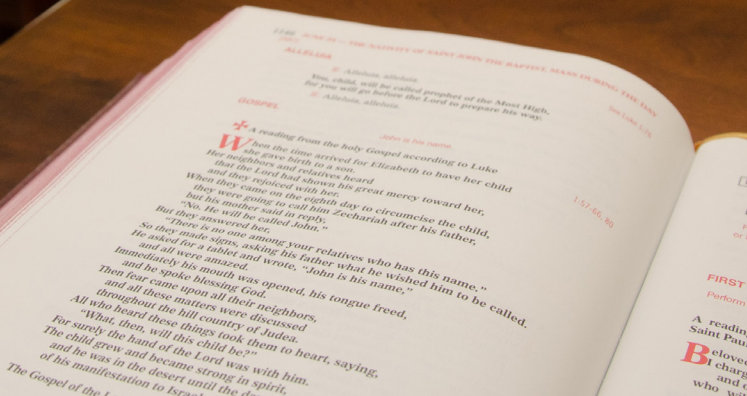 JUNE 24 — THE NATIVITY OF SAINT JOHN THE BAPTIST, MASS DURING THE DAY
ALLELUIA
See Luke 1:76
Alleluia, alleluia.
You, child, will be called prophet of the Most High,
for you will go before the Lord to prepare his way.
Alleluia, alleluia.
GOSPEL
John is his name.
1:57-66, 80
✠ A reading from the holy Gospel according to Luke
When the time arrived for Elizabeth to have her child
she gave birth to a son.
Her neighbors and relatives heard
that the Lord had shown his great mercy toward her,
and they rejoiced with her.
When they came on the eighth day to circumcise the child,
they were going to call him Zechariah after his father,
but his mother said in reply,
“No. He will be called John.”
But they answered her,
“There is no one among your relatives who has this name.”
So they made signs, asking his father what he wished him to be called.
He asked for a tablet and wrote, “John is his name,”
and all were amazed.
Immediately his mouth was opened, his tongue freed,
and he spoke blessing God.
Then fear came upon all their neighbors,
and all these matters were discussed
throughout the hill country of Judea.
All who heard these things took them to heart, saying,
“What, then, will this child be?”
For surely the hand of the Lord was with him.
The child grew and became strong in spirit,
and he was in the desert until the day
of his manifestation to Israel.
The Gospel of the L
FIRST
Perform
A readin
Saint Pau
Belove
I charg
and o
who wi